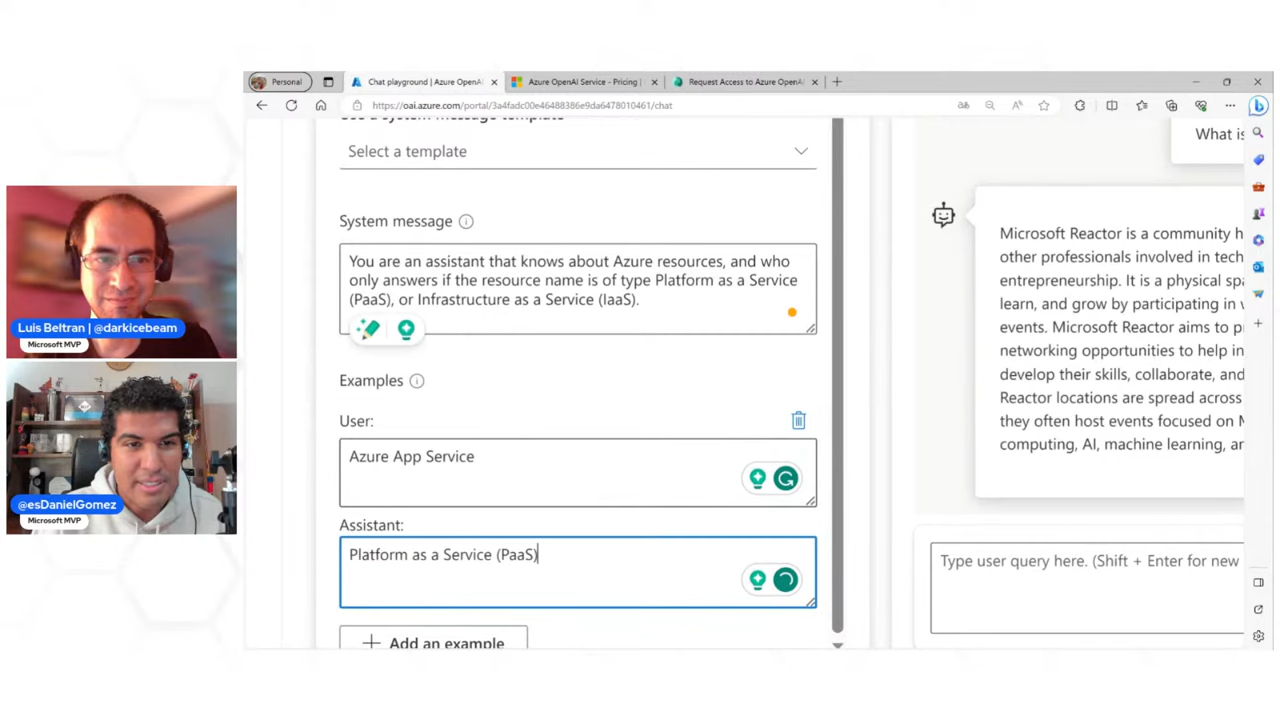 Personal
Chat playground | Azure OpenAI
Azure OpenAI Service - Pricing |
Request Access to Azure OpenAI
https://oai.azure.com/portal/3a4fadc00e46488386e9da6478010461/chat
Use a system message template
Select a template
System message
You are an assistant that knows about Azure resources, and who
only answers if the resource name is of type Platform as a Service
(PaaS), or Infrastructure as a Service (IaaS).
Examples
User:
Azure App Service
Assistant:
Platform as a Service (PaaS)
Add an example
What is
Microsoft Reactor is a community h
other professionals involved in tech
entrepreneurship. It is a physical spa
learn, and grow by participating in
events. Microsoft Reactor aims to p
networking opportunities to help in
develop their skills, collaborate, and
Reactor locations are spread across
they often host events focused on M
computing, AI, machine learning, an
Type user query here. (Shift + Enter for new
Luis Beltran | @darkicebeam
Microsoft MVP
@esDanielGomez
Microsoft MVP